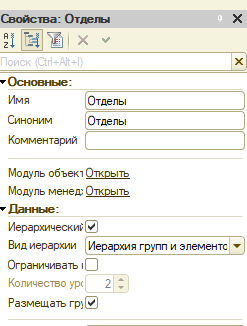 Свойства: Отделы
Поиск (Ctrl+Alt+I)
Основные:
Имя Отделы
Синоним Отделы
Комментарий
Модуль объект Открыть
Модуль менед Открыть
Данные:
Иерархический
Вид иерархии Иерархия групп и элементо
Ограничивать
Количество уро 2
Размещать гру